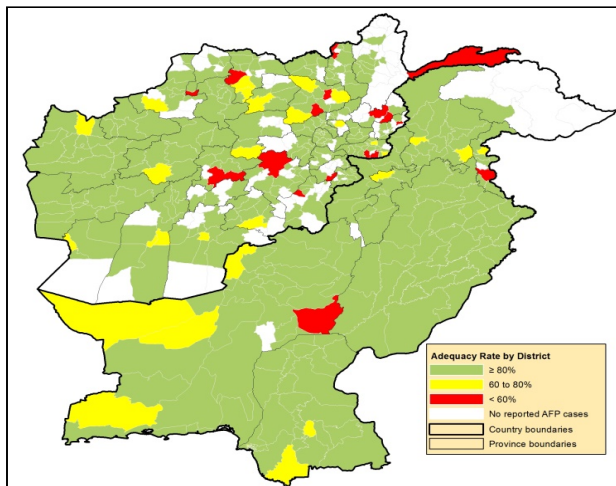 Adequacy Rate by District
≥ 80%
60 to 80%
< 60%
No reported AFP cases
Country boundaries
Province boundaries